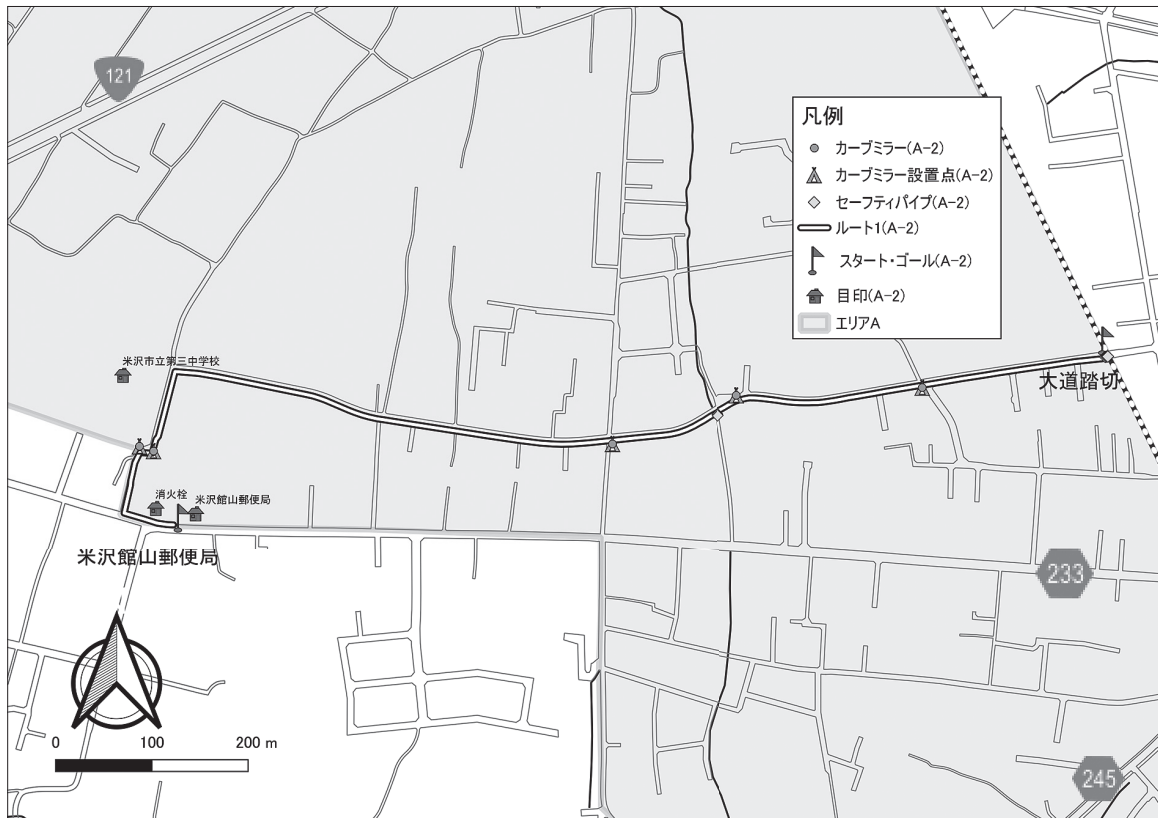 121
凡例
カーブミラー(A-2)
カーブミラー設置点(A-2)
セーフティパイプ(A-2)
ルート1(A-2)
スタート・ゴール(A-2)
目印(A-2)
エリアA
米沢市立第三中学校
大道踏切
消火栓
米沢館山郵便局
米沢館山郵便局
233
0 100 200 m
245